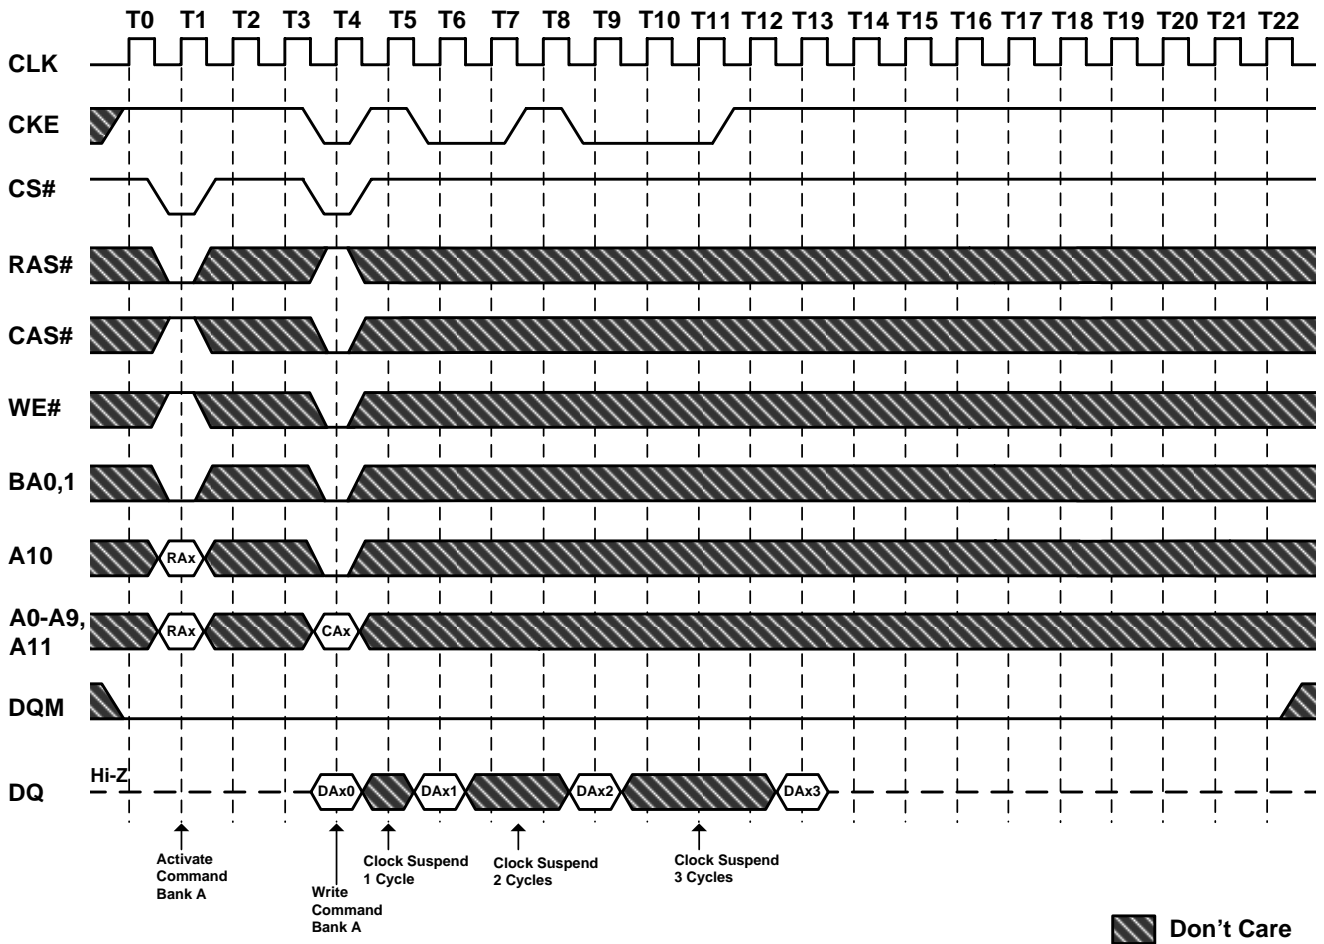 T0 T1 T2 T3 T4 T5 T6 T7 T8 T9 T10 T11 T12 T13 T14 T15 T16 T17 T18 T19 T20 T21 T22
CLK
CKE
CS#
RAS#
CAS#
WE#
BA0,1
A10
RAx
A0-A9,
A11
RAx
CAx
DQM
DQ
Hi-Z
DAx0
DAx1
DAx2
DAx3
Activate
Command
Bank A
Write
Command
Bank A
Clock Suspend
1 Cycle
Clock Suspend
2 Cycles
Clock Suspend
3 Cycles
Don't Care